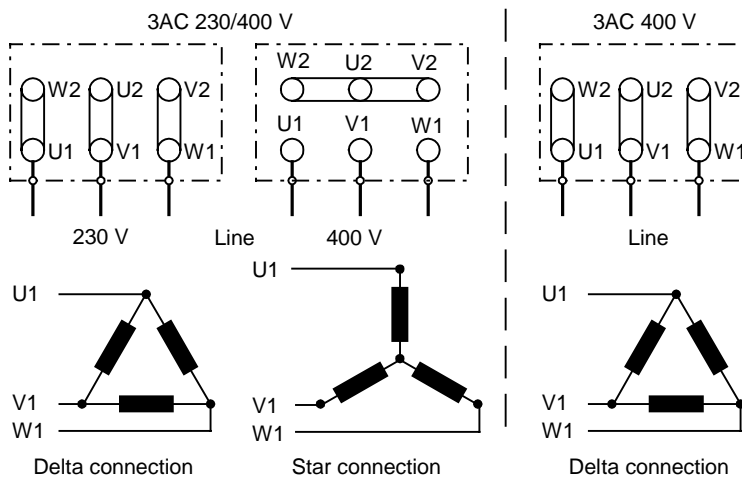 3AC 230/400 V
3AC 400 V
W2 U2 V2
W2 U2 V2
W2 U2 V2
U1 V1 W1
U1 V1 W1
U1 V1 W1
230 V Line 400 V
Line
U1
U1
U1
V1
V1
V1
W1
W1
W1
Delta connection
Star connection
Delta connection